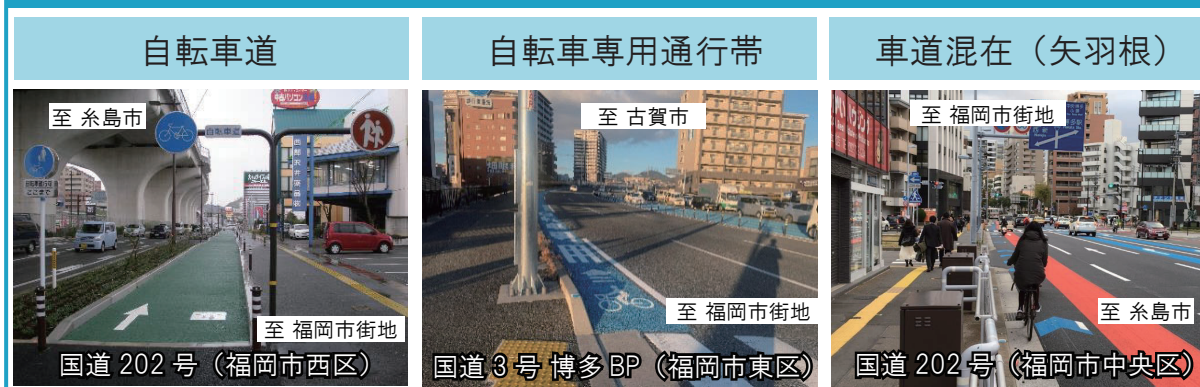 自転車道
自転車専用通行帯
車道混在（矢羽根）
至 糸島市
自転車道
至 福岡市街地
国道 202 号（福岡市西区）
至 古賀市
至 福岡市街地
国道 3 号 博多 BP（福岡市東区）
至 福岡市街地
至 糸島市
国道 202 号（福岡市中央区）